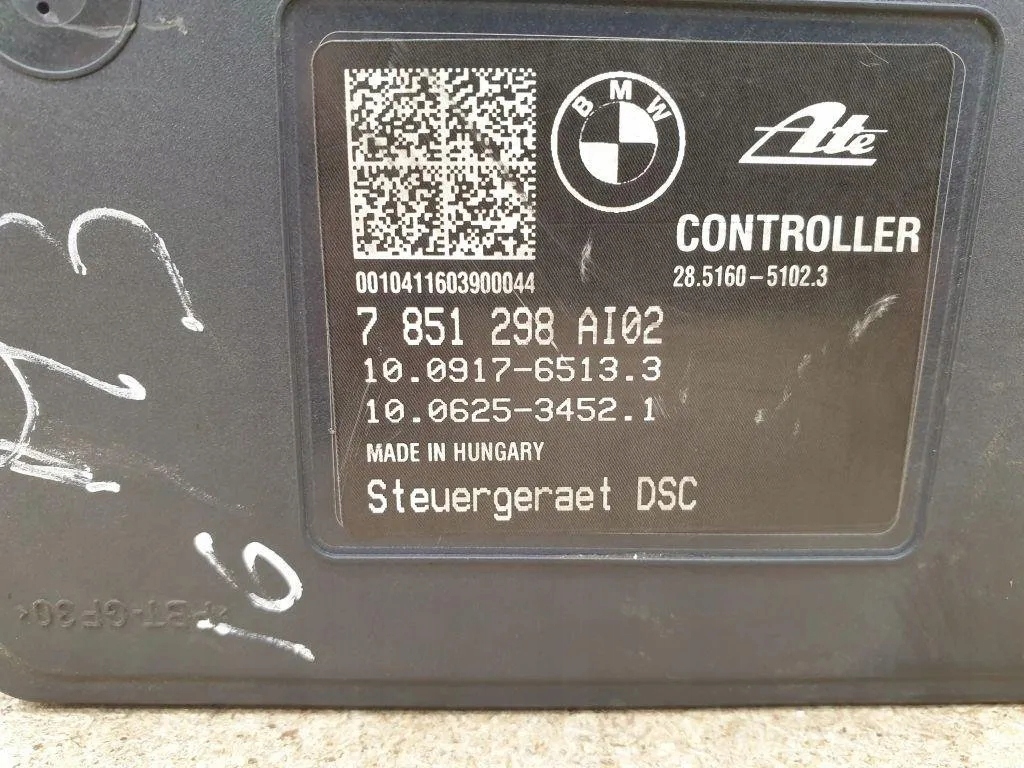 BMW
Ate
CONTROLLER
28.5160-5102.3
0010411603900044
7 851 298 AI02
10.0917-6513.3
10.0625-3452.1
MADE IN HUNGARY
Steuergeraet DSC